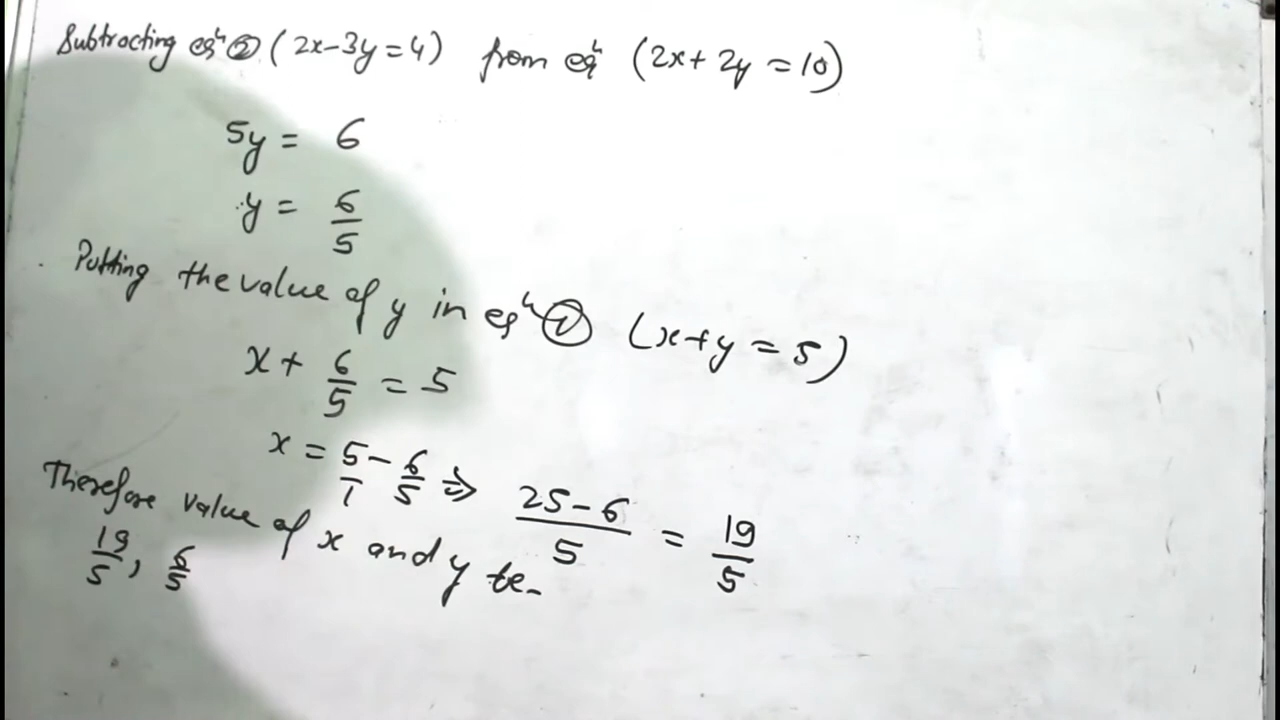 Subtracting eqⁿ ② (2x-3y=4) from eqⁿ (2x+2y=10)
5y = 6
y = 6/5
Putting the value of y in eqⁿ ① (x+y=5)
x + 6/5 = 5
x = 5/1 - 6/5 ⇒ 25-6/5 = 19/5
Therefore value of x and y be-
19/5, 6/5